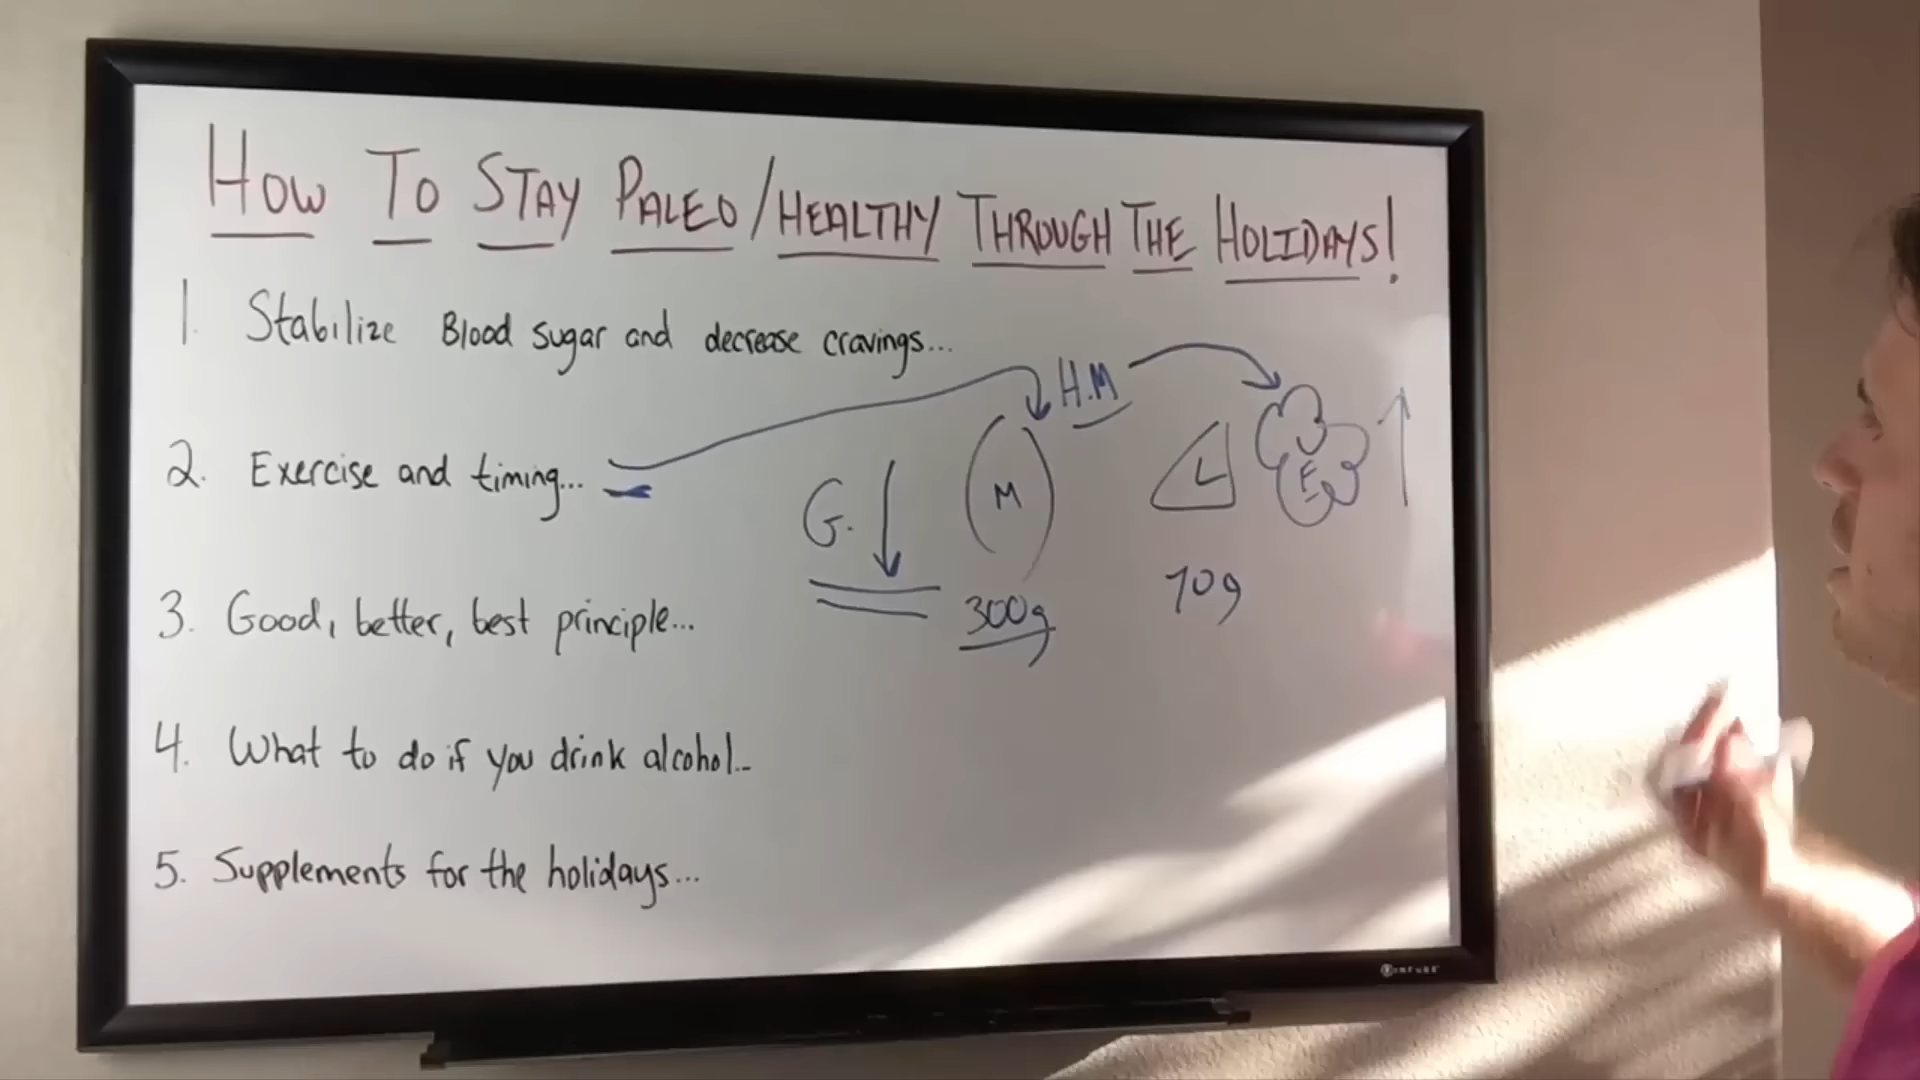 HOW TO STAY PALEO/HEALTHY THROUGH THE HOLIDAYS!
1. Stabilize Blood sugar and decrease cravings...
H.M
2. Exercise and timing...
G. M L E
300g 70g
3. Good, better, best principle...
4. What to do if you drink alcohol...
5. Supplements for the holidays...